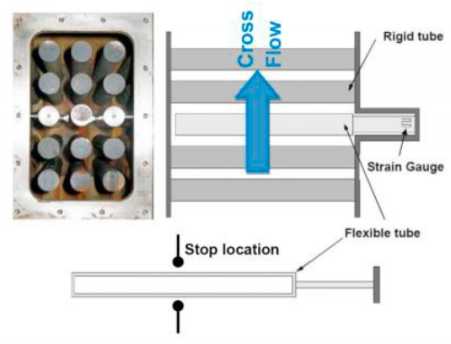 Cross
Flow
Rigid tube
Strain Gauge
Flexible tube
Stop location